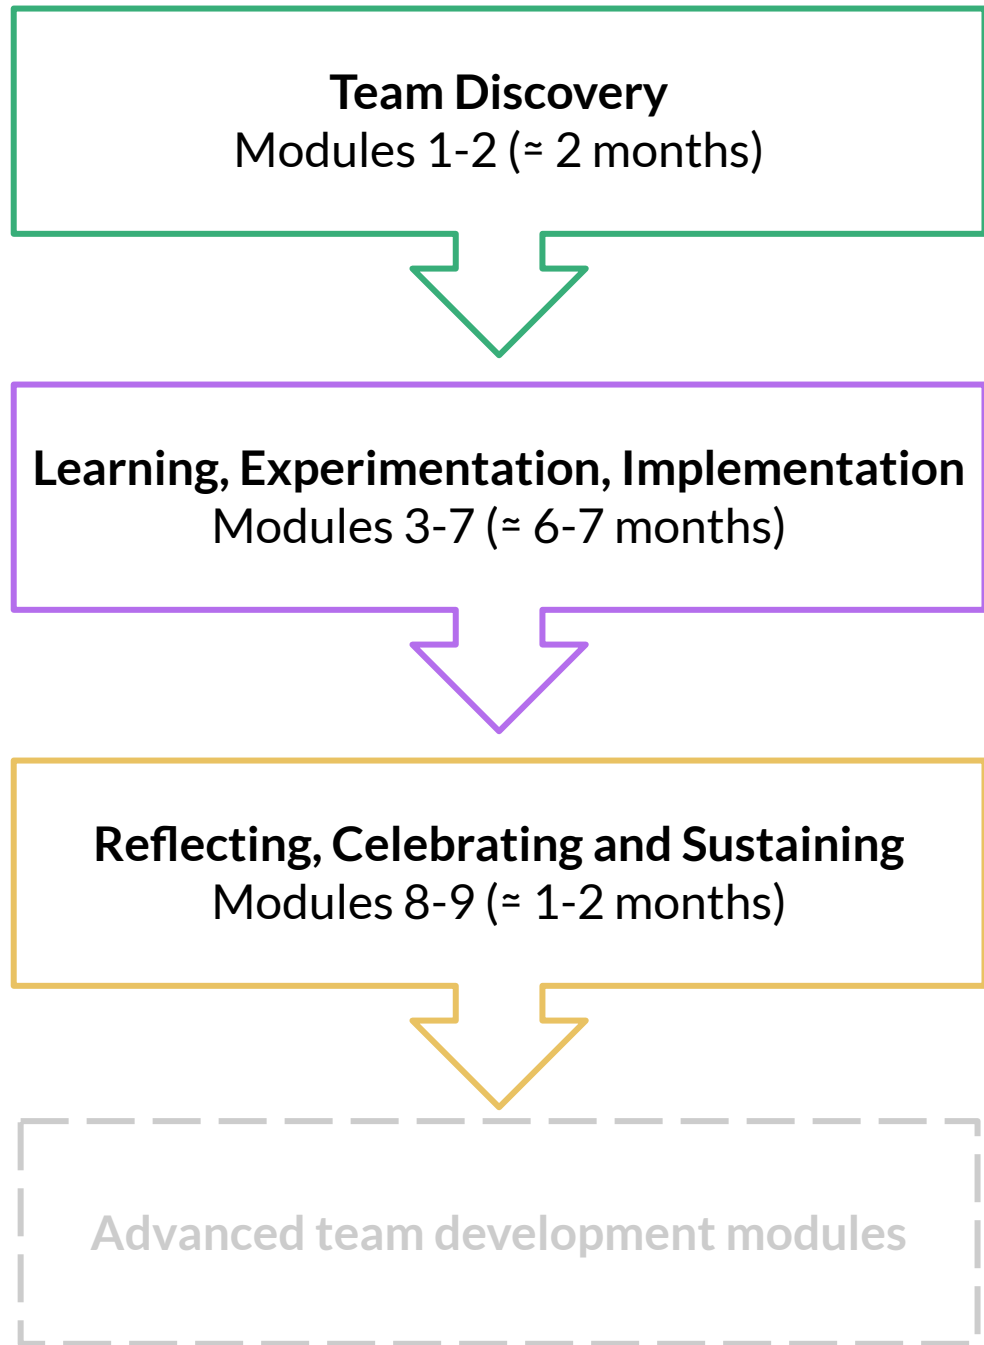 Team Discovery
Modules 1-2 (≃ 2 months)
Learning, Experimentation, Implementation
Modules 3-7 (≃ 6-7 months)
Reflecting, Celebrating and Sustaining
Modules 8-9 (≃ 1-2 months)
Advanced team development modules